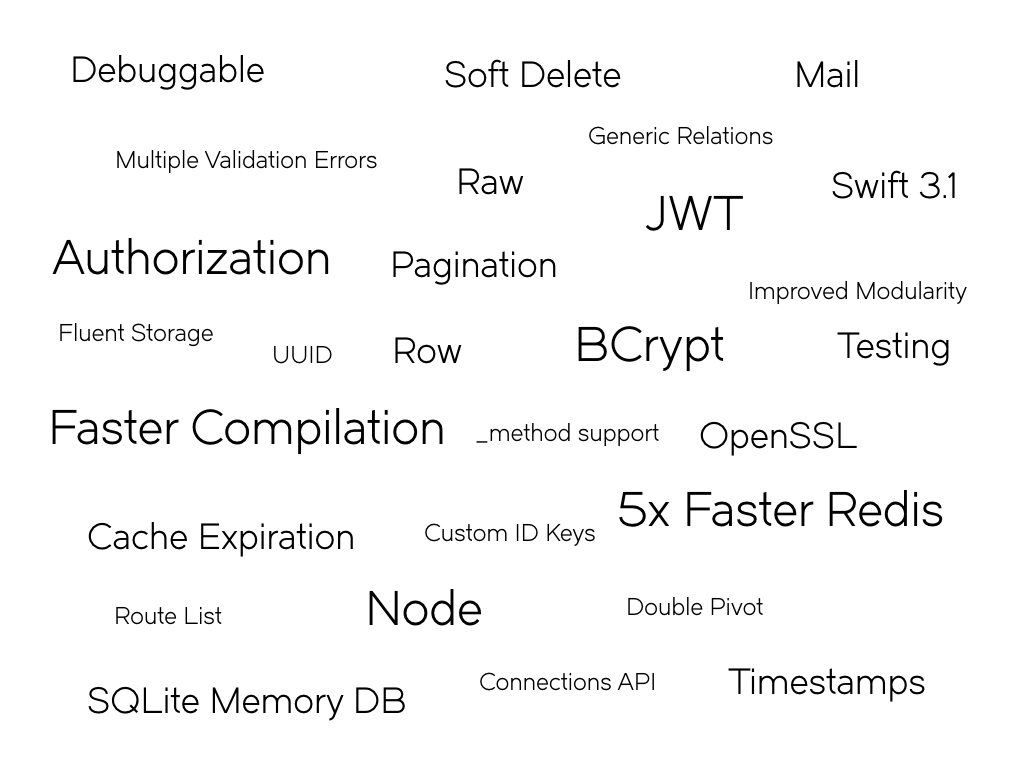 Debuggable
Soft Delete
Mail
Generic Relations
Multiple Validation Errors
Raw
Swift 3.1
JWT
Authorization
Pagination
Improved Modularity
Fluent Storage
UUID
Row
BCrypt
Testing
Faster Compilation
_method support
OpenSSL
5x Faster Redis
Cache Expiration
Custom ID Keys
Route List
Node
Double Pivot
SQLite Memory DB
Connections API
Timestamps